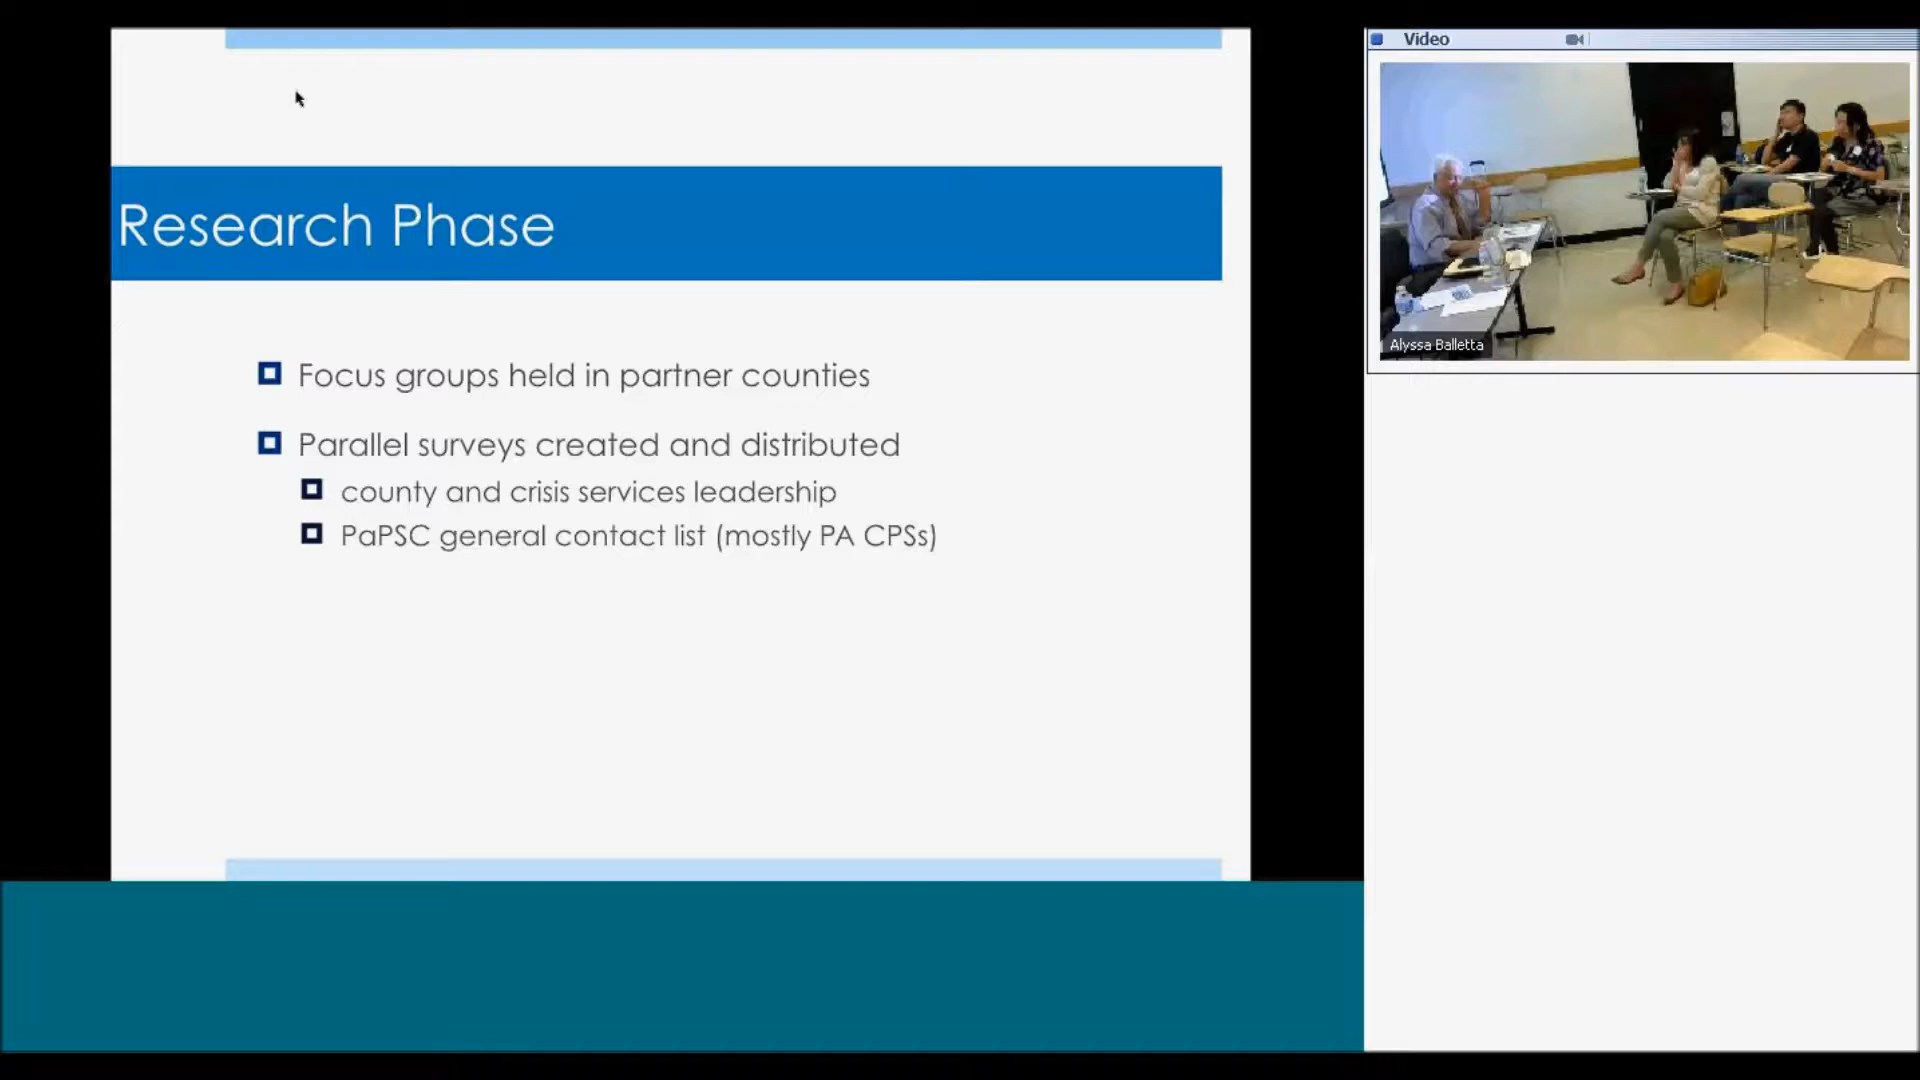 Research Phase
Focus groups held in partner counties
Parallel surveys created and distributed
county and crisis services leadership
PaPSC general contact list (mostly PA CPSs)
Video
Alyssa Balletta